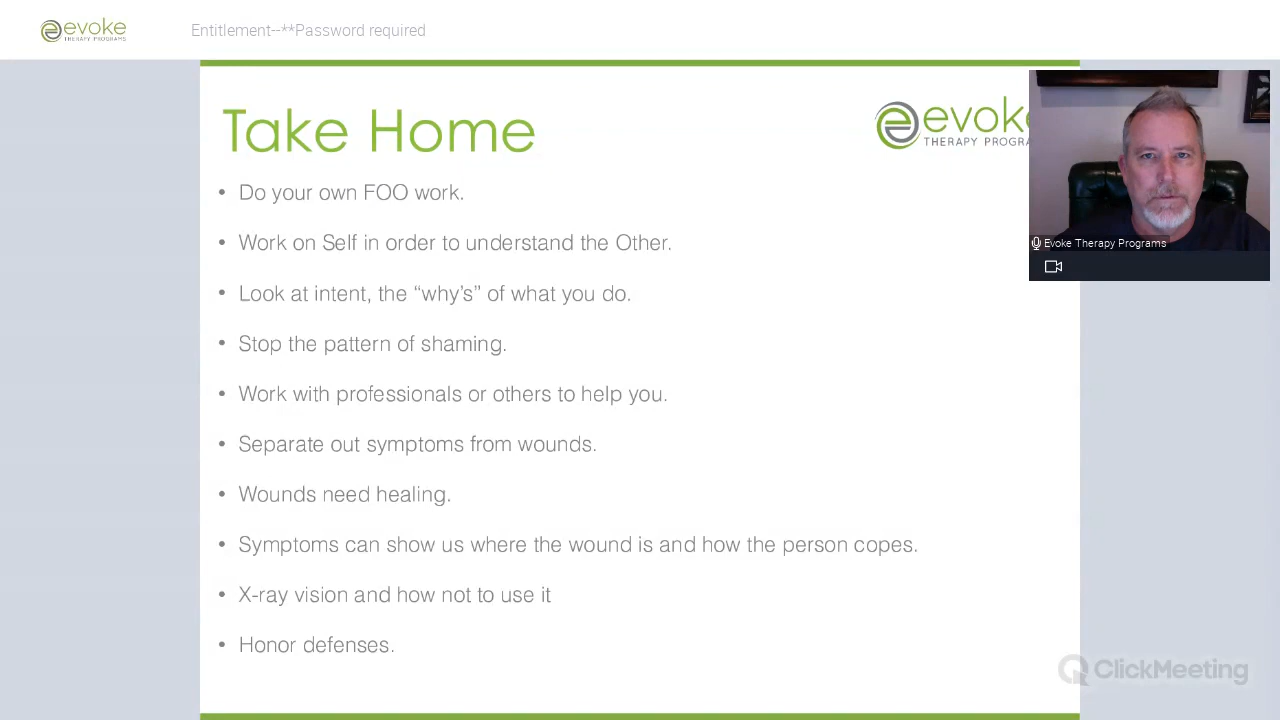 evoke
THERAPY PROGRAMS
Entitlement--**Password required
Take Home
evoke
THERAPY PROGRA
• Do your own FOO work.
• Work on Self in order to understand the Other.
• Look at intent, the “why’s” of what you do.
• Stop the pattern of shaming.
• Work with professionals or others to help you.
• Separate out symptoms from wounds.
• Wounds need healing.
• Symptoms can show us where the wound is and how the person copes.
• X-ray vision and how not to use it
• Honor defenses.
Evoke Therapy Programs
ClickMeeting